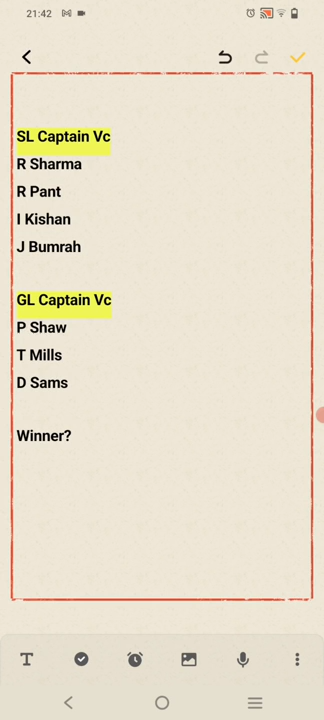 21:42
SL Captain Vc
R Sharma
R Pant
I Kishan
J Bumrah
GL Captain Vc
P Shaw
T Mills
D Sams
Winner?
T